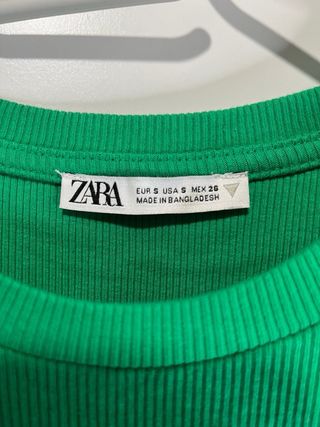 ZARA
EUR S USA S MEX 26
MADE IN BANGLADESH